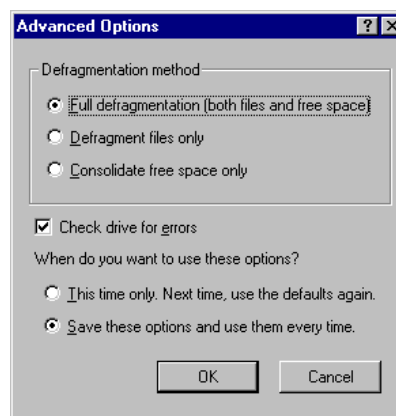 Advanced Options
Defragmentation method
Full defragmentation (both files and free space)
Defragment files only
Consolidate free space only
Check drive for errors
When do you want to use these options?
This time only. Next time, use the defaults again.
Save these options and use them every time.
OK Cancel